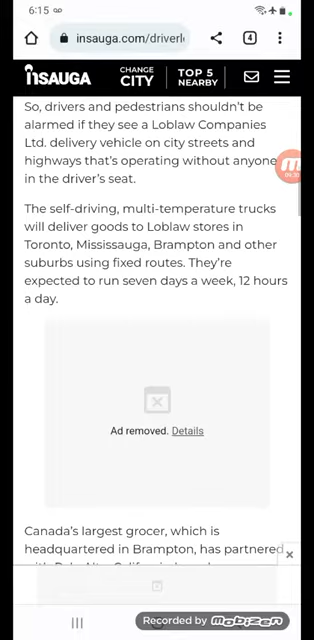 6:15
insauga.com/driverle
4
iNSAUGA
CHANGE CITY
TOP 5 NEARBY
So, drivers and pedestrians shouldn't be
alarmed if they see a Loblaw Companies
Ltd. delivery vehicle on city streets and
highways that's operating without anyone
in the driver's seat.
The self-driving, multi-temperature trucks
will deliver goods to Loblaw stores in
Toronto, Mississauga, Brampton and other
suburbs using fixed routes. They're
expected to run seven days a week, 12 hours
a day.
Ad removed. Details
Canada's largest grocer, which is
headquartered in Brampton, has partnered
Recorded by Mobizen